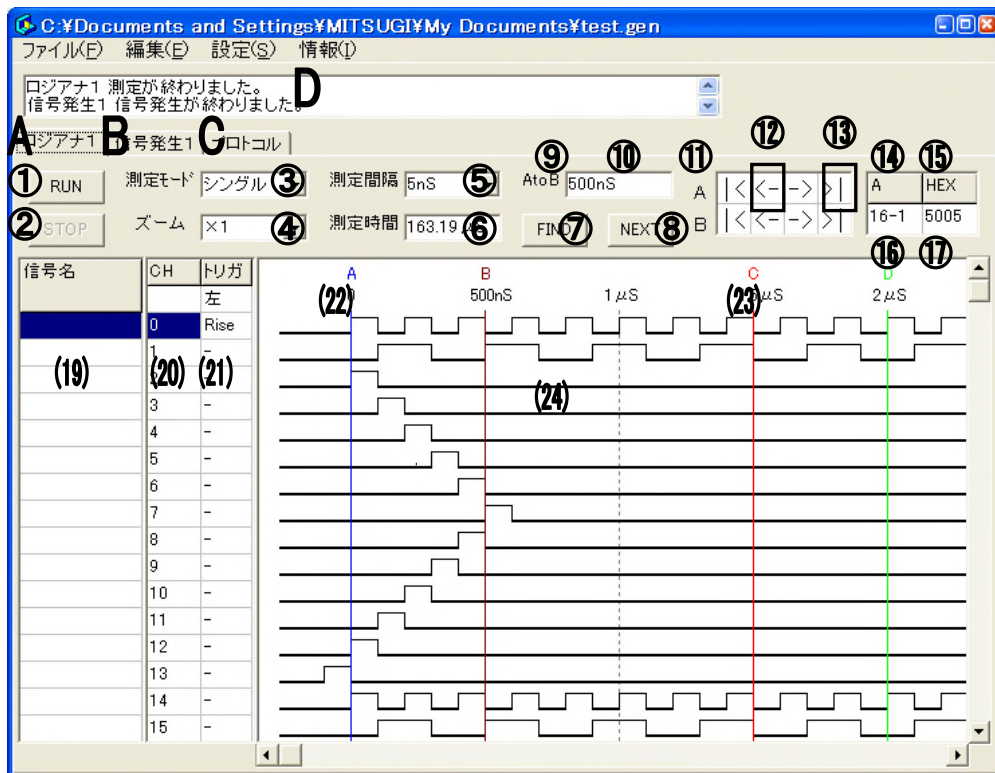 C:¥Documents and Settings¥MITSUGI¥My Documents¥test.gen
ファイル(F) 編集(E) 設定(S) 情報(I)
ロジアナ1 測定が終わりました。
信号発生1 信号発生が終わりました。
D
A ロジアナ1 B 信号発生1 C プロトコル
⑫ ⑬
① RUN 測定モード シングル ③ 測定間隔 5nS ⑤ ⑨ AtoB ⑩ 500nS ⑪ A |< <- -> >| ⑭ A ⑮ HEX
② STOP ズーム ×1 ④ 測定時間 163.19 ⑥ FIND ⑦ NEXT ⑧ B |< <- -> >| 16-1 5005
⑯ ⑰
信号名 CH トリガ A B C D
左 (22) 500nS 1μS (23) μS 2μS
0 Rise
1 -
(19) (20) (21)
(24)
3 -
4 -
5 -
6 -
7 -
8 -
9 -
10 -
11 -
12 -
13 -
14 -
15 -